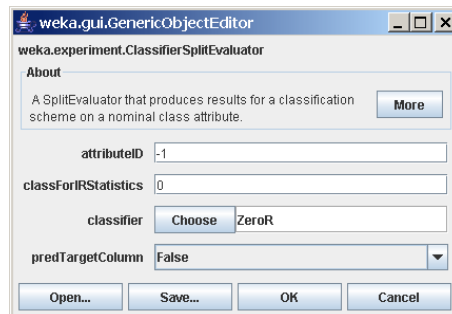 weka.gui.GenericObjectEditor
weka.experiment.ClassifierSplitEvaluator
About
A SplitEvaluator that produces results for a classification
scheme on a nominal class attribute.
More
attributeID -1
classForIRStatistics 0
classifier Choose ZeroR
predTargetColumn False
Open... Save... OK Cancel